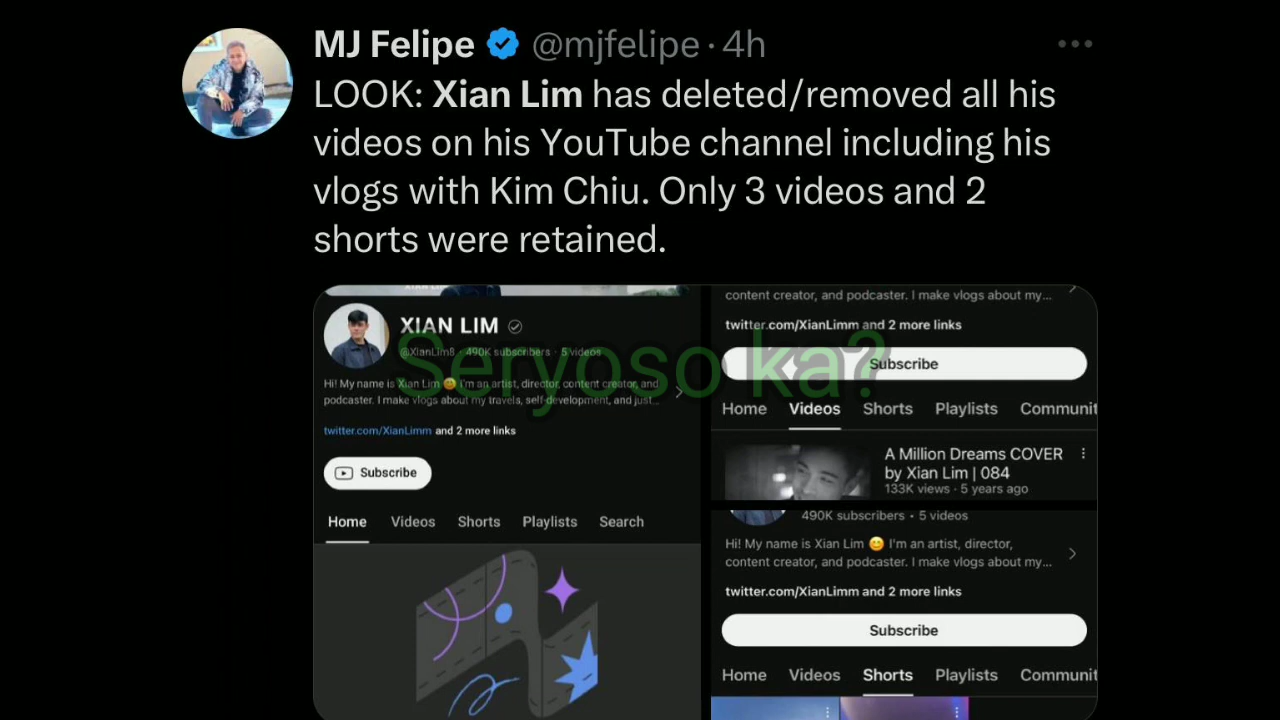 MJ Felipe @mjfelipe · 4h
LOOK: Xian Lim has deleted/removed all his
videos on his YouTube channel including his
vlogs with Kim Chiu. Only 3 videos and 2
shorts were retained.
XIAN LIM
@XianLim8 · 490K subscribers · 5 videos
Hi! My name is Xian Lim 😊 I'm an artist, director, content creator, and
podcaster. I make vlogs about my travels, self-development, and just...
twitter.com/XianLimm and 2 more links
Subscribe
Home Videos Shorts Playlists Search
Seryoso ka?
content creator, and podcaster. I make vlogs about my...
twitter.com/XianLimm and 2 more links
Subscribe
Home Videos Shorts Playlists Communit
A Million Dreams COVER
by Xian Lim | 084
133K views · 5 years ago
490K subscribers • 5 videos
Hi! My name is Xian Lim 😊 I'm an artist, director,
content creator, and podcaster. I make vlogs about my...
twitter.com/XianLimm and 2 more links
Subscribe
Home Videos Shorts Playlists Communit